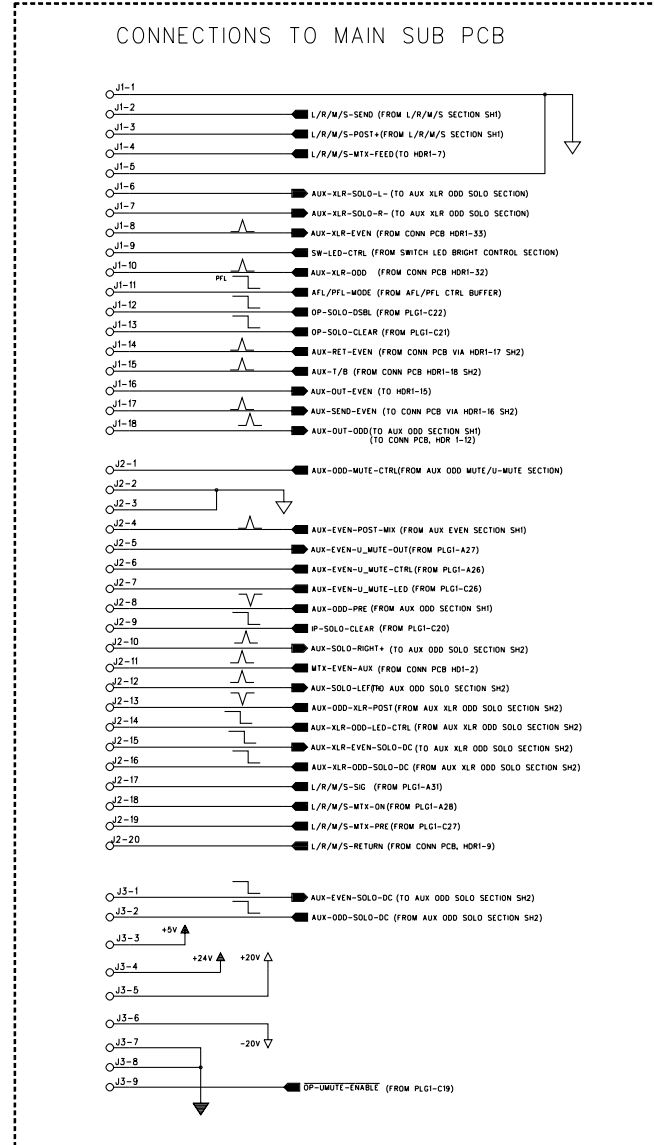 CONNECTIONS TO MAIN SUB PCB
J1-1
J1-2 L/R/M/S-SEND (FROM L/R/M/S SECTION SH1)
J1-3 L/R/M/S-POST+(FROM L/R/M/S SECTION SH1)
J1-4 L/R/M/S-MTX-FEED(TO HDR1-7)
J1-5
J1-6 AUX-XLR-SOLO-L- (TO AUX XLR ODD SOLO SECTION)
J1-7 AUX-XLR-SOLO-R- (TO AUX XLR ODD SOLO SECTION)
J1-8 AUX-XLR-EVEN (FROM CONN PCB HDR1-33)
J1-9 SW-LED-CTRL (FROM SWITCH LED BRIGHT CONTROL SECTION)
J1-10 AUX-XLR-ODD (FROM CONN PCB HDR1-32)
J1-11 PFL AFL/PFL-MODE (FROM AFL/PFL CTRL BUFFER)
J1-12 OP-SOLO-DSBL (FROM PLG1-C22)
J1-13 OP-SOLO-CLEAR (FROM PLG1-C21)
J1-14 AUX-RET-EVEN (FROM CONN PCB VIA HDR1-17 SH2)
J1-15 AUX-T/B (FROM CONN PCB HDR1-18 SH2)
J1-16 AUX-OUT-EVEN (TO HDR1-15)
J1-17 AUX-SEND-EVEN (TO CONN PCB VIA HDR1-16 SH2)
J1-18 AUX-OUT-ODD(TO AUX ODD SECTION SH1)
(TO CONN PCB, HDR 1-12)
J2-1 AUX-ODD-MUTE-CTRL(FROM AUX ODD MUTE/U-MUTE SECTION)
J2-2
J2-3
J2-4 AUX-EVEN-POST-MIX (FROM AUX EVEN SECTION SH1)
J2-5 AUX-EVEN-U_MUTE-OUT(FROM PLG1-A27)
J2-6 AUX-EVEN-U_MUTE-CTRL(FROM PLG1-A26)
J2-7 AUX-EVEN-U_MUTE-LED (FROM PLG1-C26)
J2-8 AUX-ODD-PRE (FROM AUX ODD SECTION SH1)
J2-9 IP-SOLO-CLEAR (FROM PLG1-C20)
J2-10 AUX-SOLO-RIGHT+ (TO AUX ODD SOLO SECTION SH2)
J2-11 MTX-EVEN-AUX (FROM CONN PCB HD1-2)
J2-12 AUX-SOLO-LEFT+(TO AUX ODD SOLO SECTION SH2)
J2-13 AUX-ODD-XLR-POST(FROM AUX XLR ODD SOLO SECTION SH2)
J2-14 AUX-XLR-ODD-LED-CTRL (FROM AUX XLR ODD SOLO SECTION SH2)
J2-15 AUX-XLR-EVEN-SOLO-DC (TO AUX XLR ODD SOLO SECTION SH2)
J2-16 AUX-XLR-ODD-SOLO-DC (FROM AUX XLR ODD SOLO SECTION SH2)
J2-17 L/R/M/S-SIG (FROM PLG1-A31)
J2-18 L/R/M/S-MTX-ON(FROM PLG1-A28)
J2-19 L/R/M/S-MTX-PRE(FROM PLG1-C27)
J2-20 L/R/M/S-RETURN (FROM CONN PCB, HDR1-9)
J3-1 AUX-EVEN-SOLO-DC (TO AUX ODD SOLO SECTION SH2)
J3-2 AUX-ODD-SOLO-DC (FROM AUX ODD SOLO SECTION SH2)
J3-3 +5V
J3-4 +24V +20V
J3-5
J3-6
J3-7 -20V
J3-8
J3-9 OP-UMUTE-ENABLE (FROM PLG1-C19)